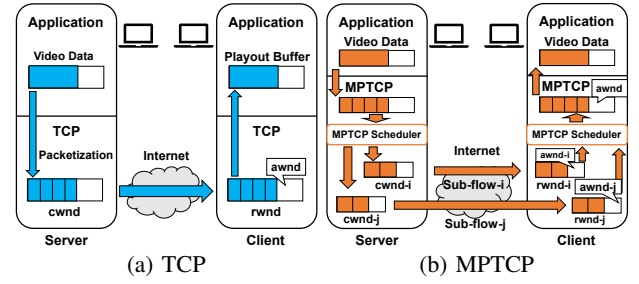 Application
Video Data
TCP
Packetization
cwnd
Server
Internet
Application
Playout Buffer
TCP
awnd
rwnd
Client
(a) TCP
Application
Video Data
MPTCP
MPTCP Scheduler
cwnd-i
cwnd-j
Server
Internet
Sub-flow-i
Sub-flow-j
Application
Video Data
awnd
MPTCP
MPTCP Scheduler
awnd-i
rwnd-i
awnd-j
rwnd-j
Client
(b) MPTCP